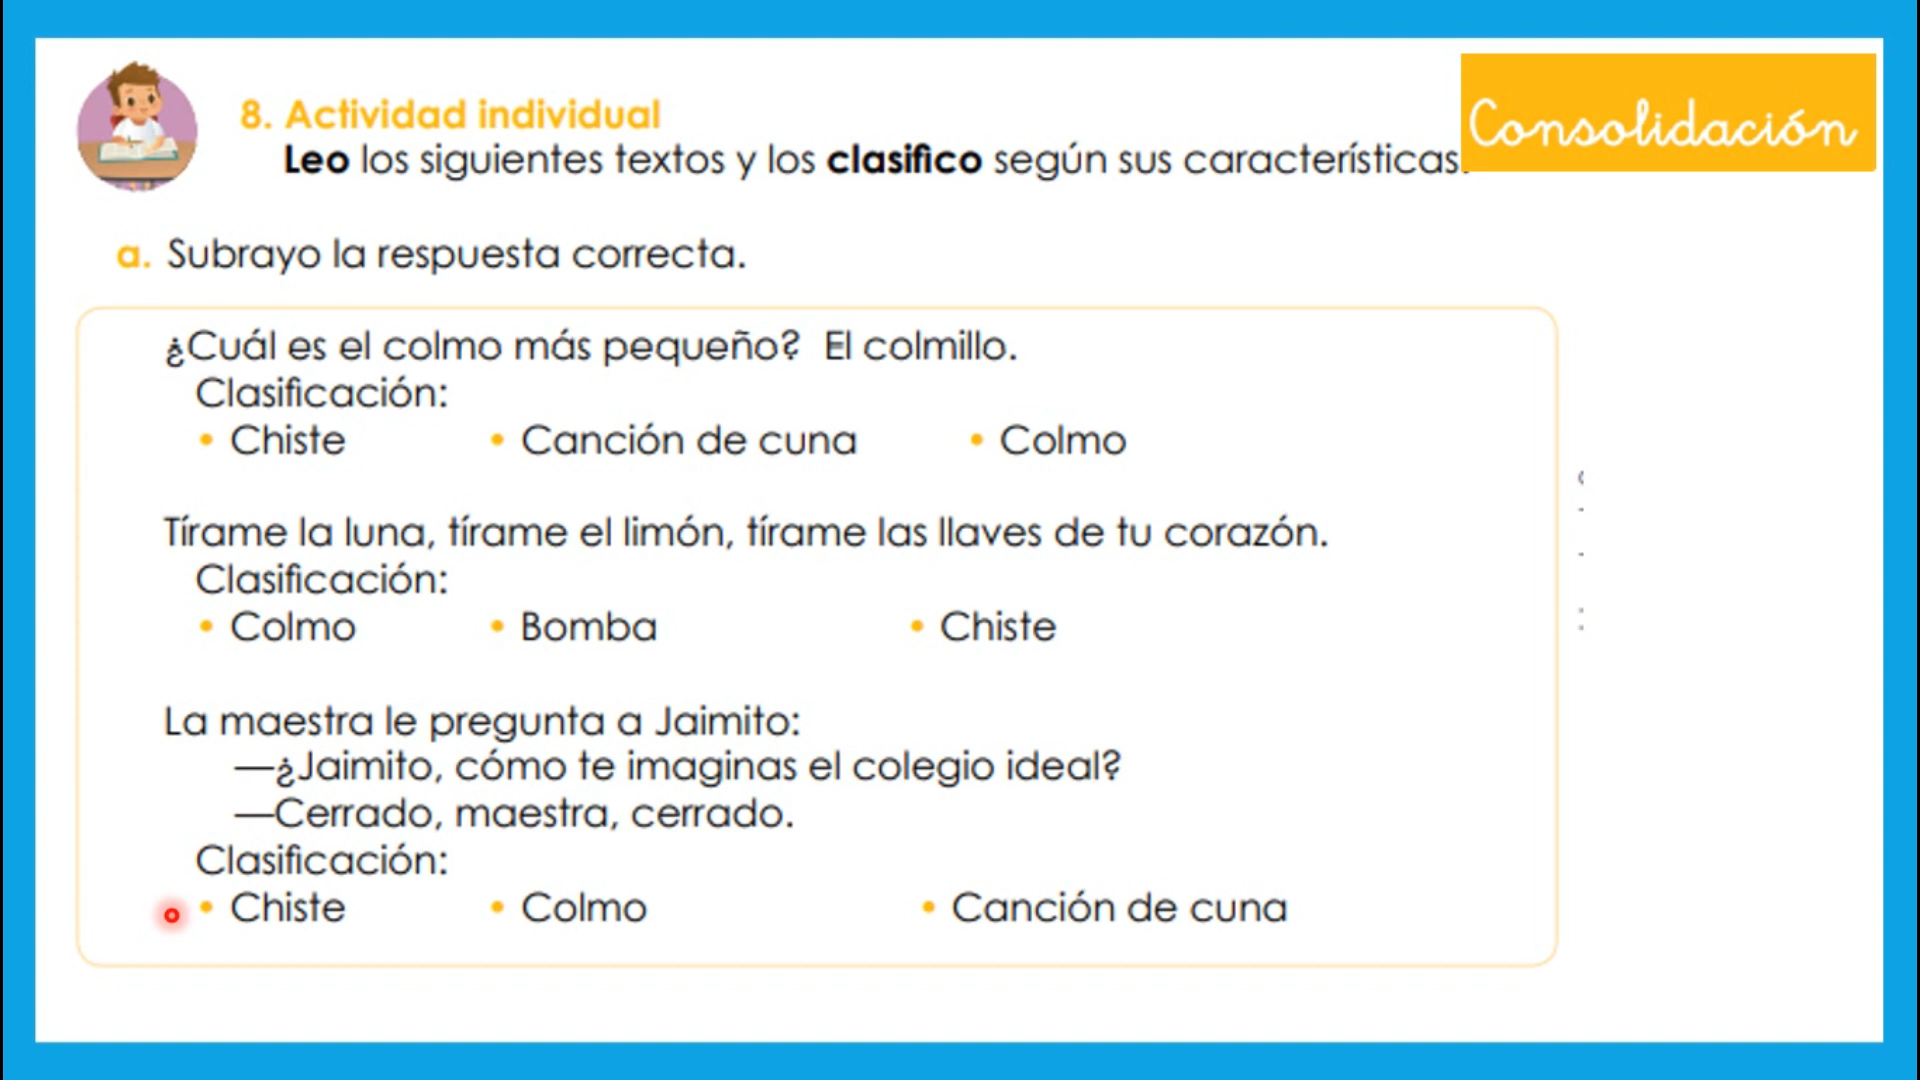 Consolidación
8. Actividad individual
Leo los siguientes textos y los clasifico según sus características.
a. Subrayo la respuesta correcta.
¿Cuál es el colmo más pequeño? El colmillo.
Clasificación:
• Chiste • Canción de cuna • Colmo
Tírame la luna, tírame el limón, tírame las llaves de tu corazón.
Clasificación:
• Colmo • Bomba • Chiste
La maestra le pregunta a Jaimito:
—¿Jaimito, cómo te imaginas el colegio ideal?
—Cerrado, maestra, cerrado.
Clasificación:
• Chiste • Colmo • Canción de cuna